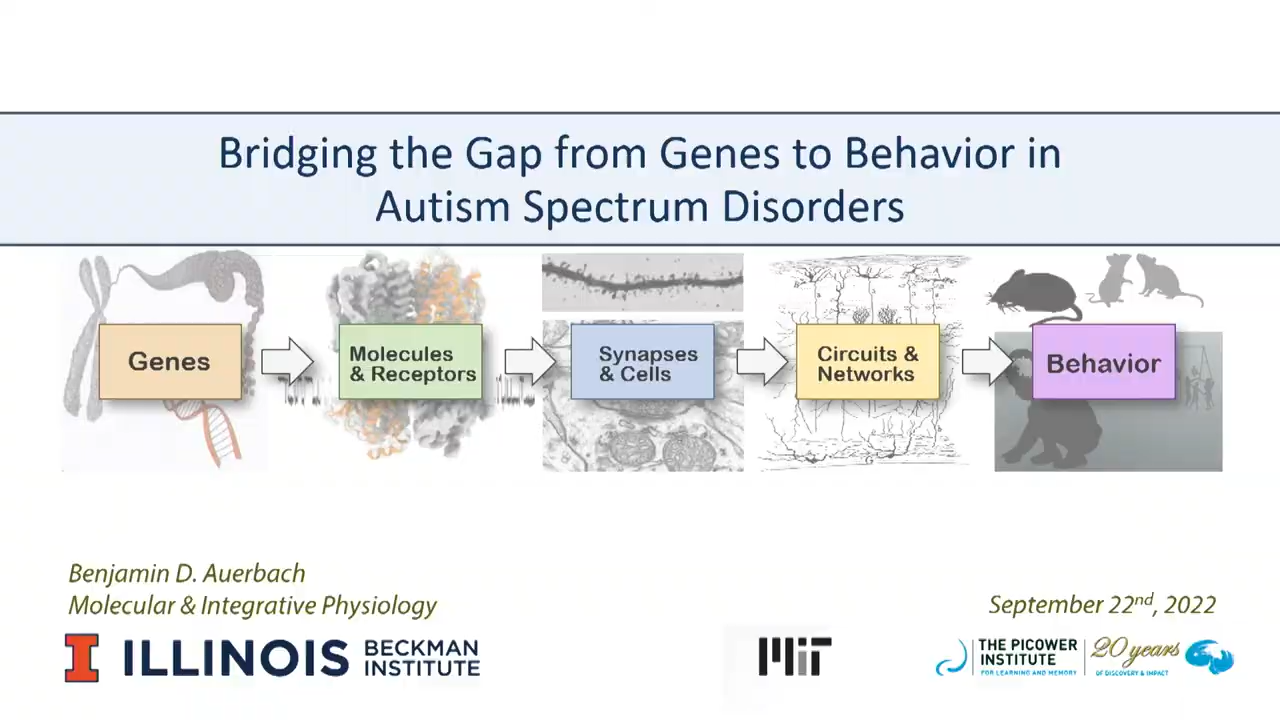 Bridging the Gap from Genes to Behavior in
Autism Spectrum Disorders
Genes
Molecules
& Receptors
Synapses
& Cells
Circuits &
Networks
Behavior
Benjamin D. Auerbach
Molecular & Integrative Physiology
September 22nd, 2022
I ILLINOIS
BECKMAN
INSTITUTE
MIT
THE PICOWER
INSTITUTE
FOR LEARNING AND MEMORY
20 years
OF DISCOVERY & IMPACT